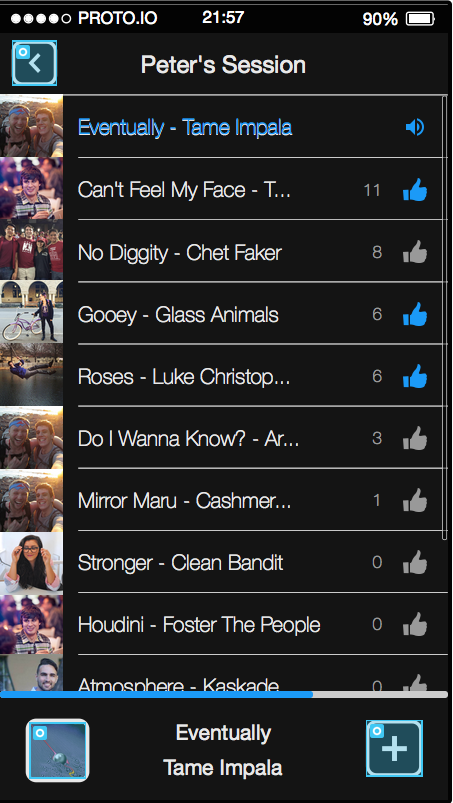 PROTO.IO 21:57 90%
Peter's Session
Eventually - Tame Impala
Can't Feel My Face - T... 11
No Diggity - Chet Faker 8
Gooey - Glass Animals 6
Roses - Luke Christop... 6
Do I Wanna Know? - Ar... 3
Mirror Maru - Cashmer... 1
Stronger - Clean Bandit 0
Houdini - Foster The People 0
Atmosphere - Kaskade 0
Eventually
Tame Impala